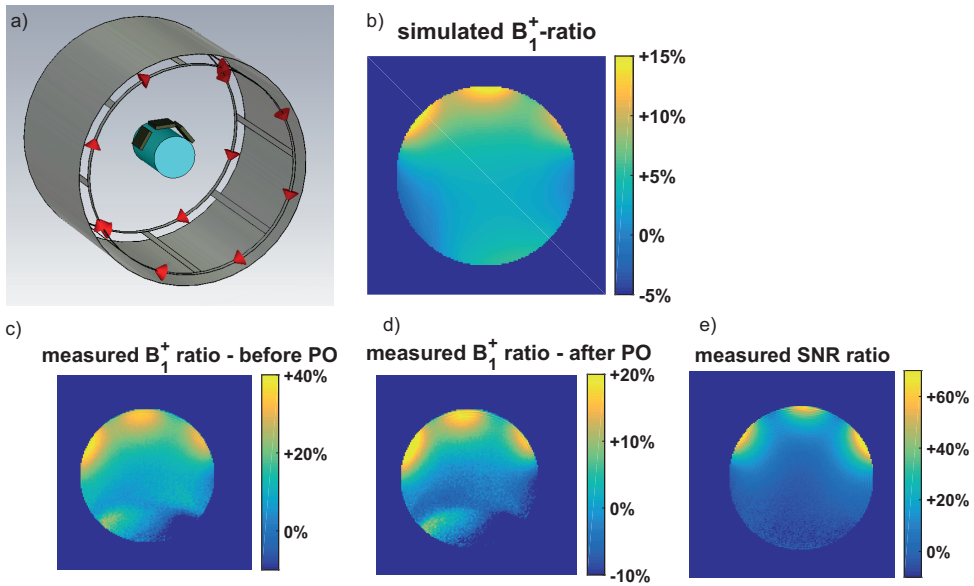 a)
b)
simulated B₁⁺-ratio
+15%
+10%
+5%
0%
-5%
c)
measured B₁⁺ ratio - before PO
+40%
+20%
0%
d)
measured B₁⁺ ratio - after PO
+20%
+10%
0%
-10%
e)
measured SNR ratio
+60%
+40%
+20%
0%